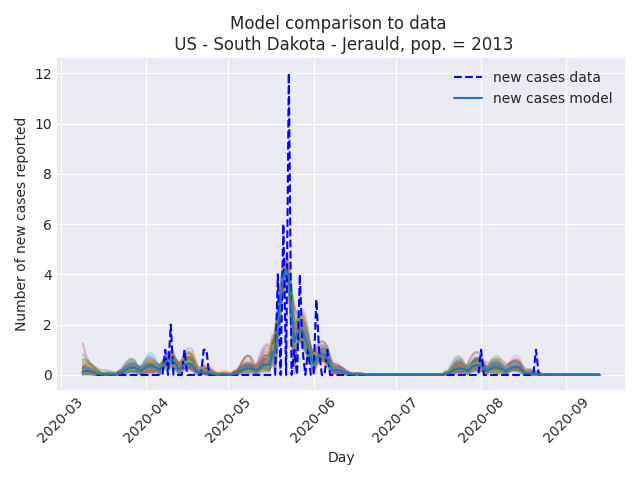 Model comparison to data
US - South Dakota - Jerauld, pop. = 2013
new cases data
new cases model
Number of new cases reported
12
10
8
6
4
2
0
2020-03
2020-04
2020-05
2020-06
2020-07
2020-08
2020-09
Day